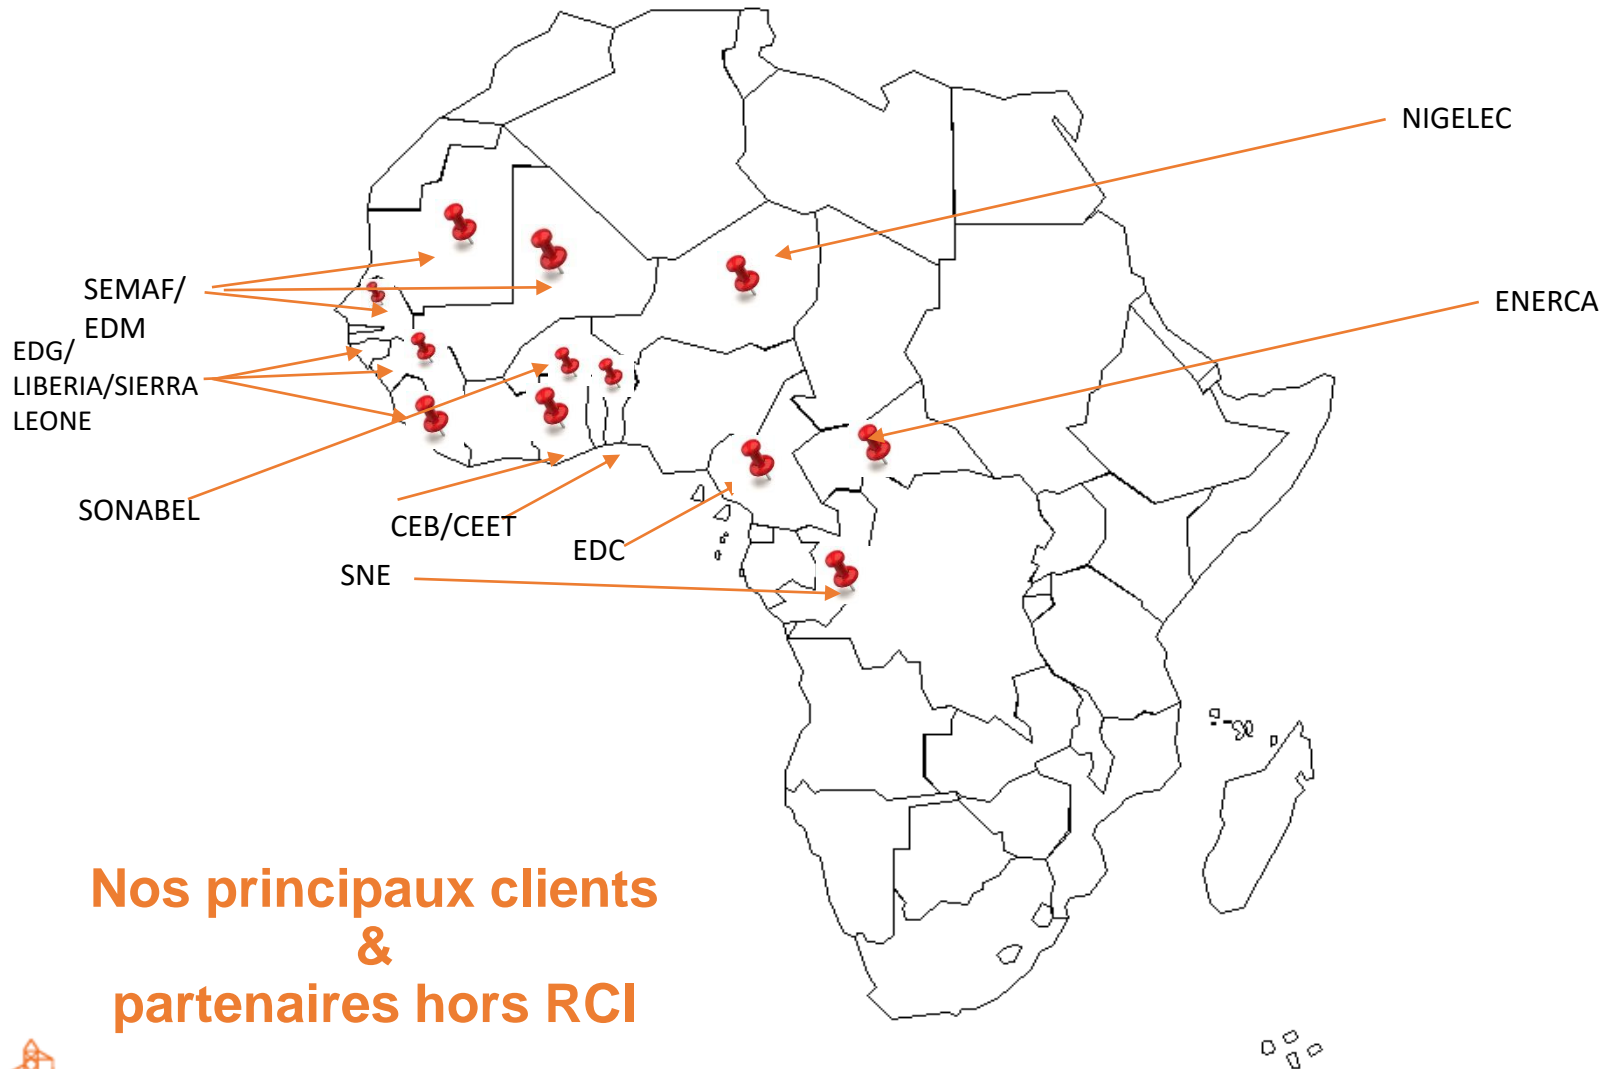 NIGELEC
SEMAF/
EDM
ENERCA
EDG/
LIBERIA/SIERRA
LEONE
SONABEL
CEB/CEET
EDC
SNE
Nos principaux clients
&
partenaires hors RCI